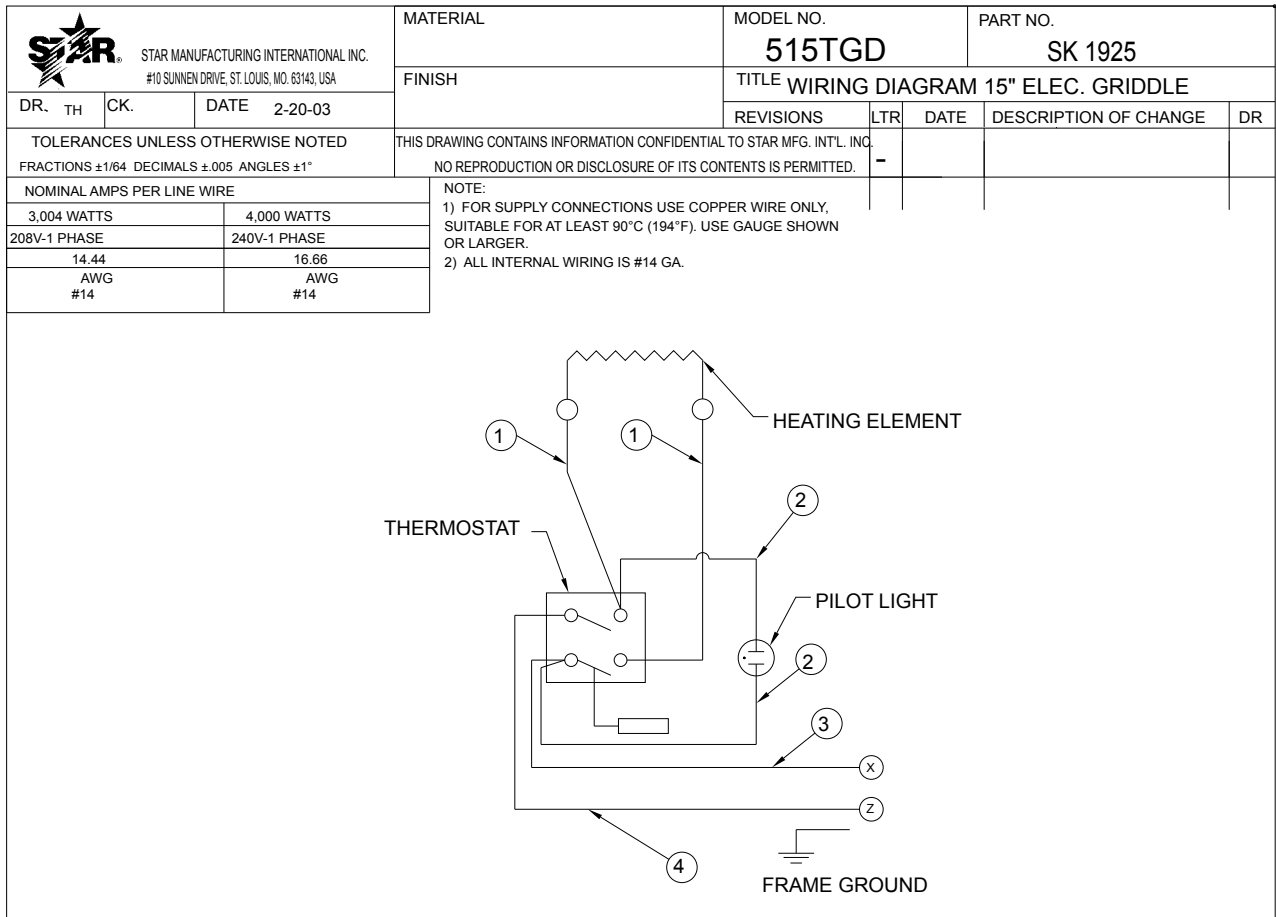 STAR®
STAR MANUFACTURING INTERNATIONAL INC.
#10 SUNNEN DRIVE, ST. LOUIS, MO. 63143, USA
MATERIAL
MODEL NO.
515TGD
PART NO.
SK 1925
FINISH
TITLE WIRING DIAGRAM 15" ELEC. GRIDDLE
DR. TH
CK.
DATE 2-20-03
REVISIONS
LTR
DATE
DESCRIPTION OF CHANGE
DR
TOLERANCES UNLESS OTHERWISE NOTED
FRACTIONS ±1/64 DECIMALS ±.005 ANGLES ±1°
THIS DRAWING CONTAINS INFORMATION CONFIDENTIAL TO STAR MFG. INT'L. INC.
NO REPRODUCTION OR DISCLOSURE OF ITS CONTENTS IS PERMITTED.
-
NOMINAL AMPS PER LINE WIRE
3,004 WATTS
4,000 WATTS
208V-1 PHASE
240V-1 PHASE
14.44
16.66
AWG
#14
AWG
#14
NOTE:
1) FOR SUPPLY CONNECTIONS USE COPPER WIRE ONLY,
SUITABLE FOR AT LEAST 90°C (194°F). USE GAUGE SHOWN
OR LARGER.
2) ALL INTERNAL WIRING IS #14 GA.
HEATING ELEMENT
1
1
2
THERMOSTAT
PILOT LIGHT
2
3
X
Z
4
FRAME GROUND